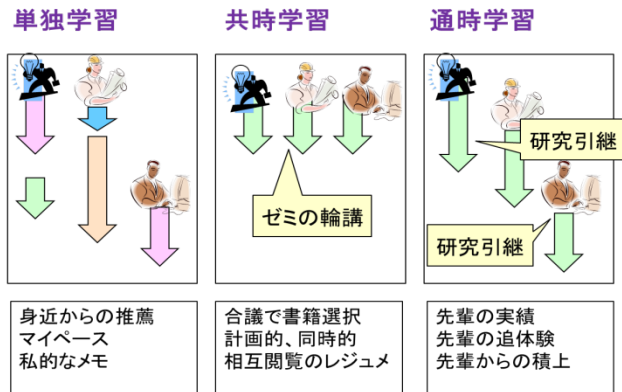 単独学習
共時学習
通時学習
ゼミの輪講
研究引継
研究引継
身近からの推薦
マイペース
私的なメモ
合議で書籍選択
計画的、同時的
相互閲覧のレジュメ
先輩の実績
先輩の追体験
先輩からの積上